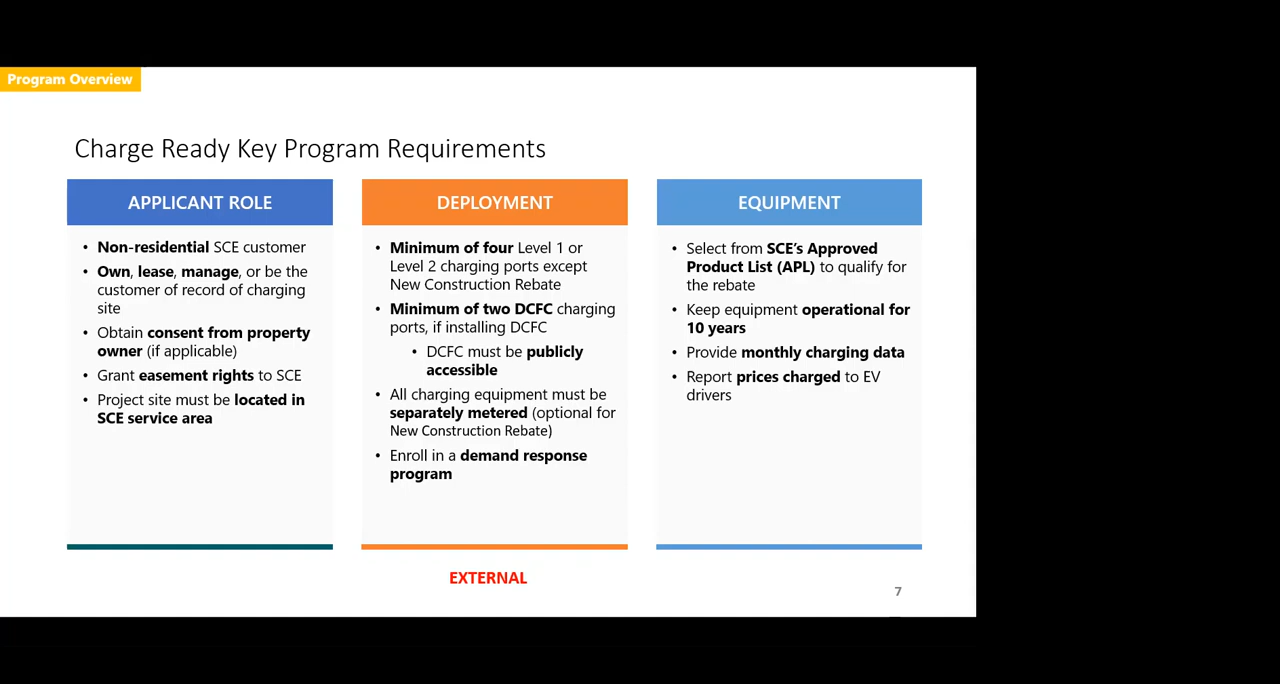 Program Overview
Charge Ready Key Program Requirements
APPLICANT ROLE
• Non-residential SCE customer
• Own, lease, manage, or be the
customer of record of charging
site
• Obtain consent from property
owner (if applicable)
• Grant easement rights to SCE
• Project site must be located in
SCE service area
DEPLOYMENT
• Minimum of four Level 1 or
Level 2 charging ports except
New Construction Rebate
• Minimum of two DCFC charging
ports, if installing DCFC
• DCFC must be publicly
accessible
• All charging equipment must be
separately metered (optional for
New Construction Rebate)
• Enroll in a demand response
program
EQUIPMENT
• Select from SCE’s Approved
Product List (APL) to qualify for
the rebate
• Keep equipment operational for
10 years
• Provide monthly charging data
• Report prices charged to EV
drivers
EXTERNAL
7